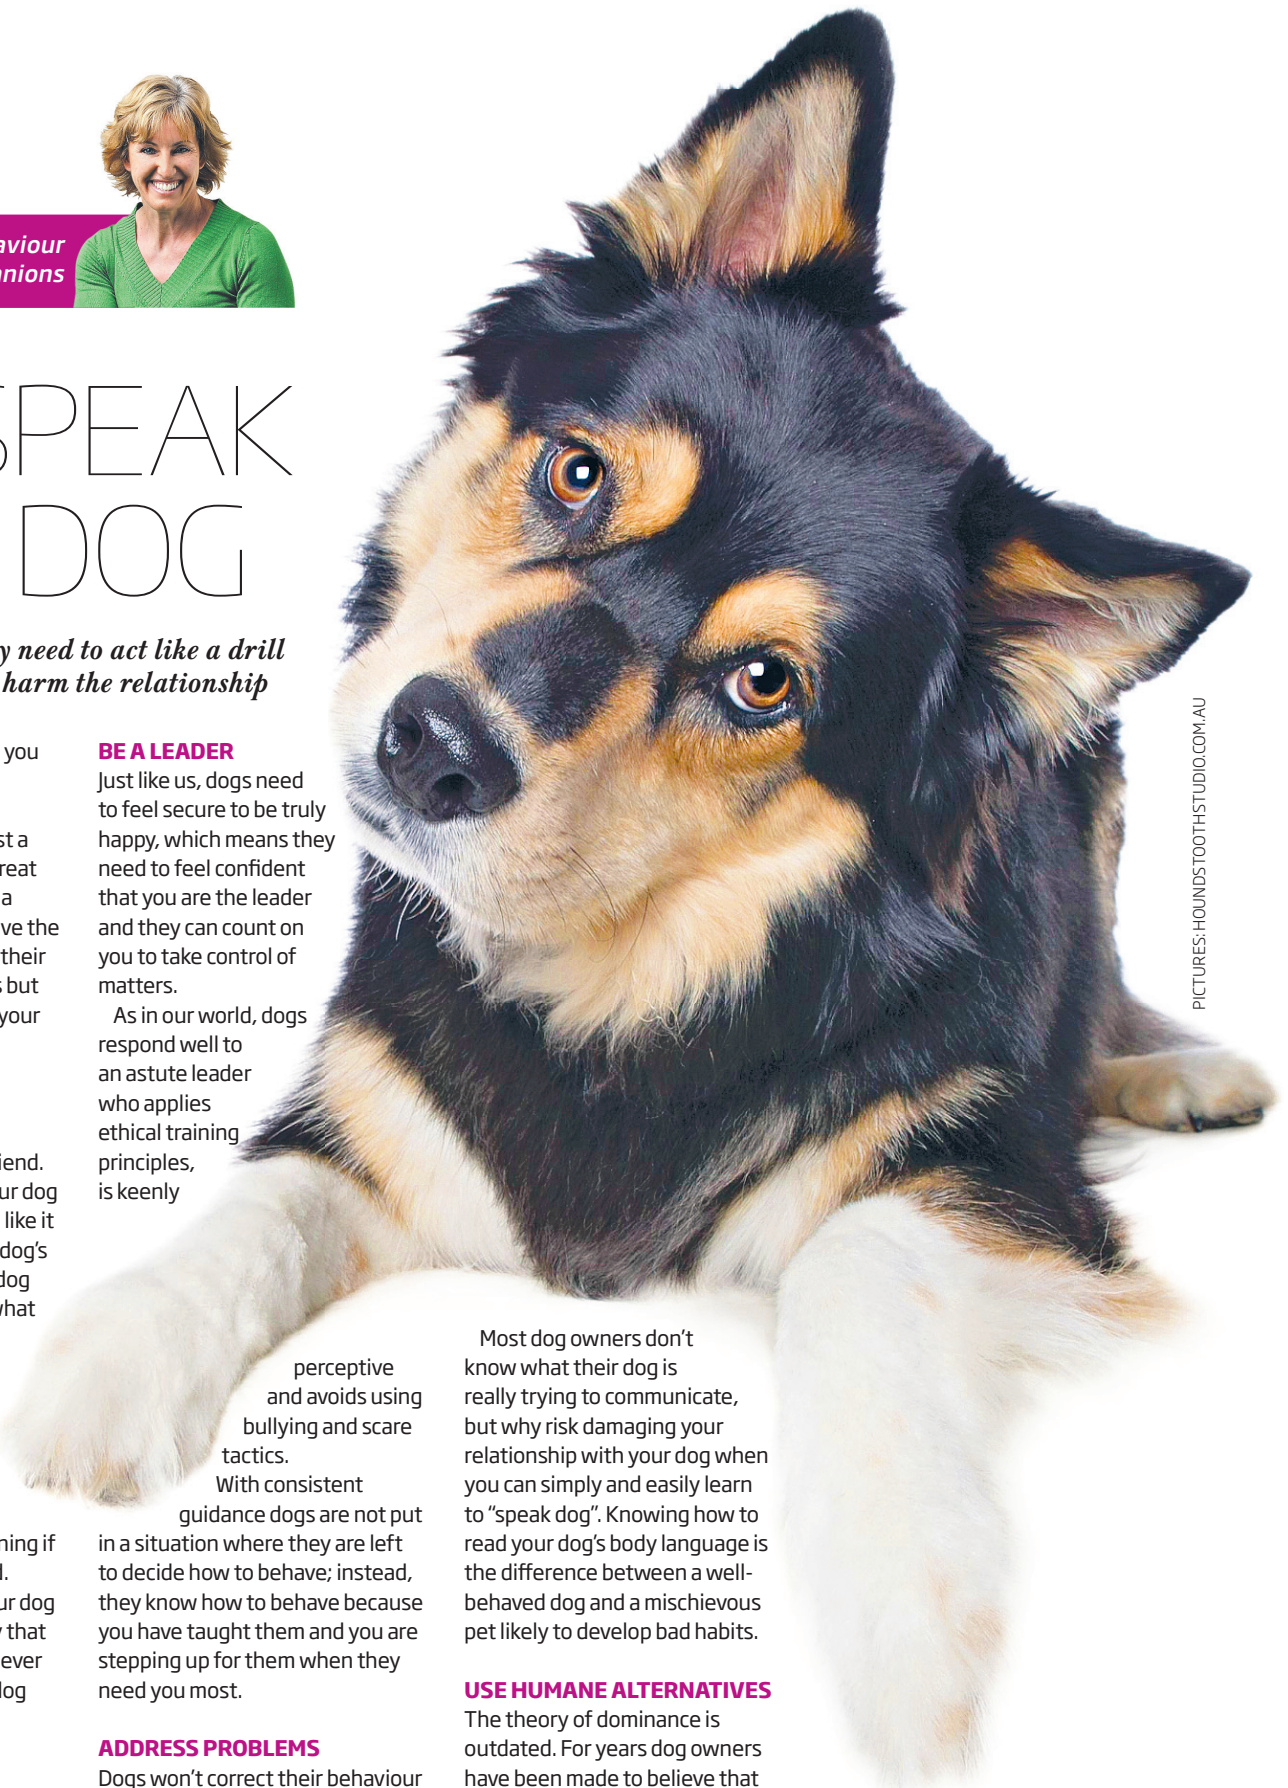 aviour
nions
SPEAK
DOG
y need to act like a drill
harm the relationship
you
st a
reat
a
ve the
their
s but
your
iend.
ur dog
like it
dog's
dog
what
ning if
l.
ur dog
y that
ever
dog
BE A LEADER
Just like us, dogs need
to feel secure to be truly
happy, which means they
need to feel confident
that you are the leader
and they can count on
you to take control of
matters.
As in our world, dogs
respond well to
an astute leader
who applies
ethical training
principles,
is keenly
perceptive
and avoids using
bullying and scare
tactics.
With consistent
guidance dogs are not put
in a situation where they are left
to decide how to behave; instead,
they know how to behave because
you have taught them and you are
stepping up for them when they
need you most.
ADDRESS PROBLEMS
Dogs won't correct their behaviour
Most dog owners don't
know what their dog is
really trying to communicate,
but why risk damaging your
relationship with your dog when
you can simply and easily learn
to "speak dog". Knowing how to
read your dog's body language is
the difference between a well-
behaved dog and a mischievous
pet likely to develop bad habits.
USE HUMANE ALTERNATIVES
The theory of dominance is
outdated. For years dog owners
have been made to believe that
PICTURES: HOUNDSTOOTHSTUDIO.COM.AU